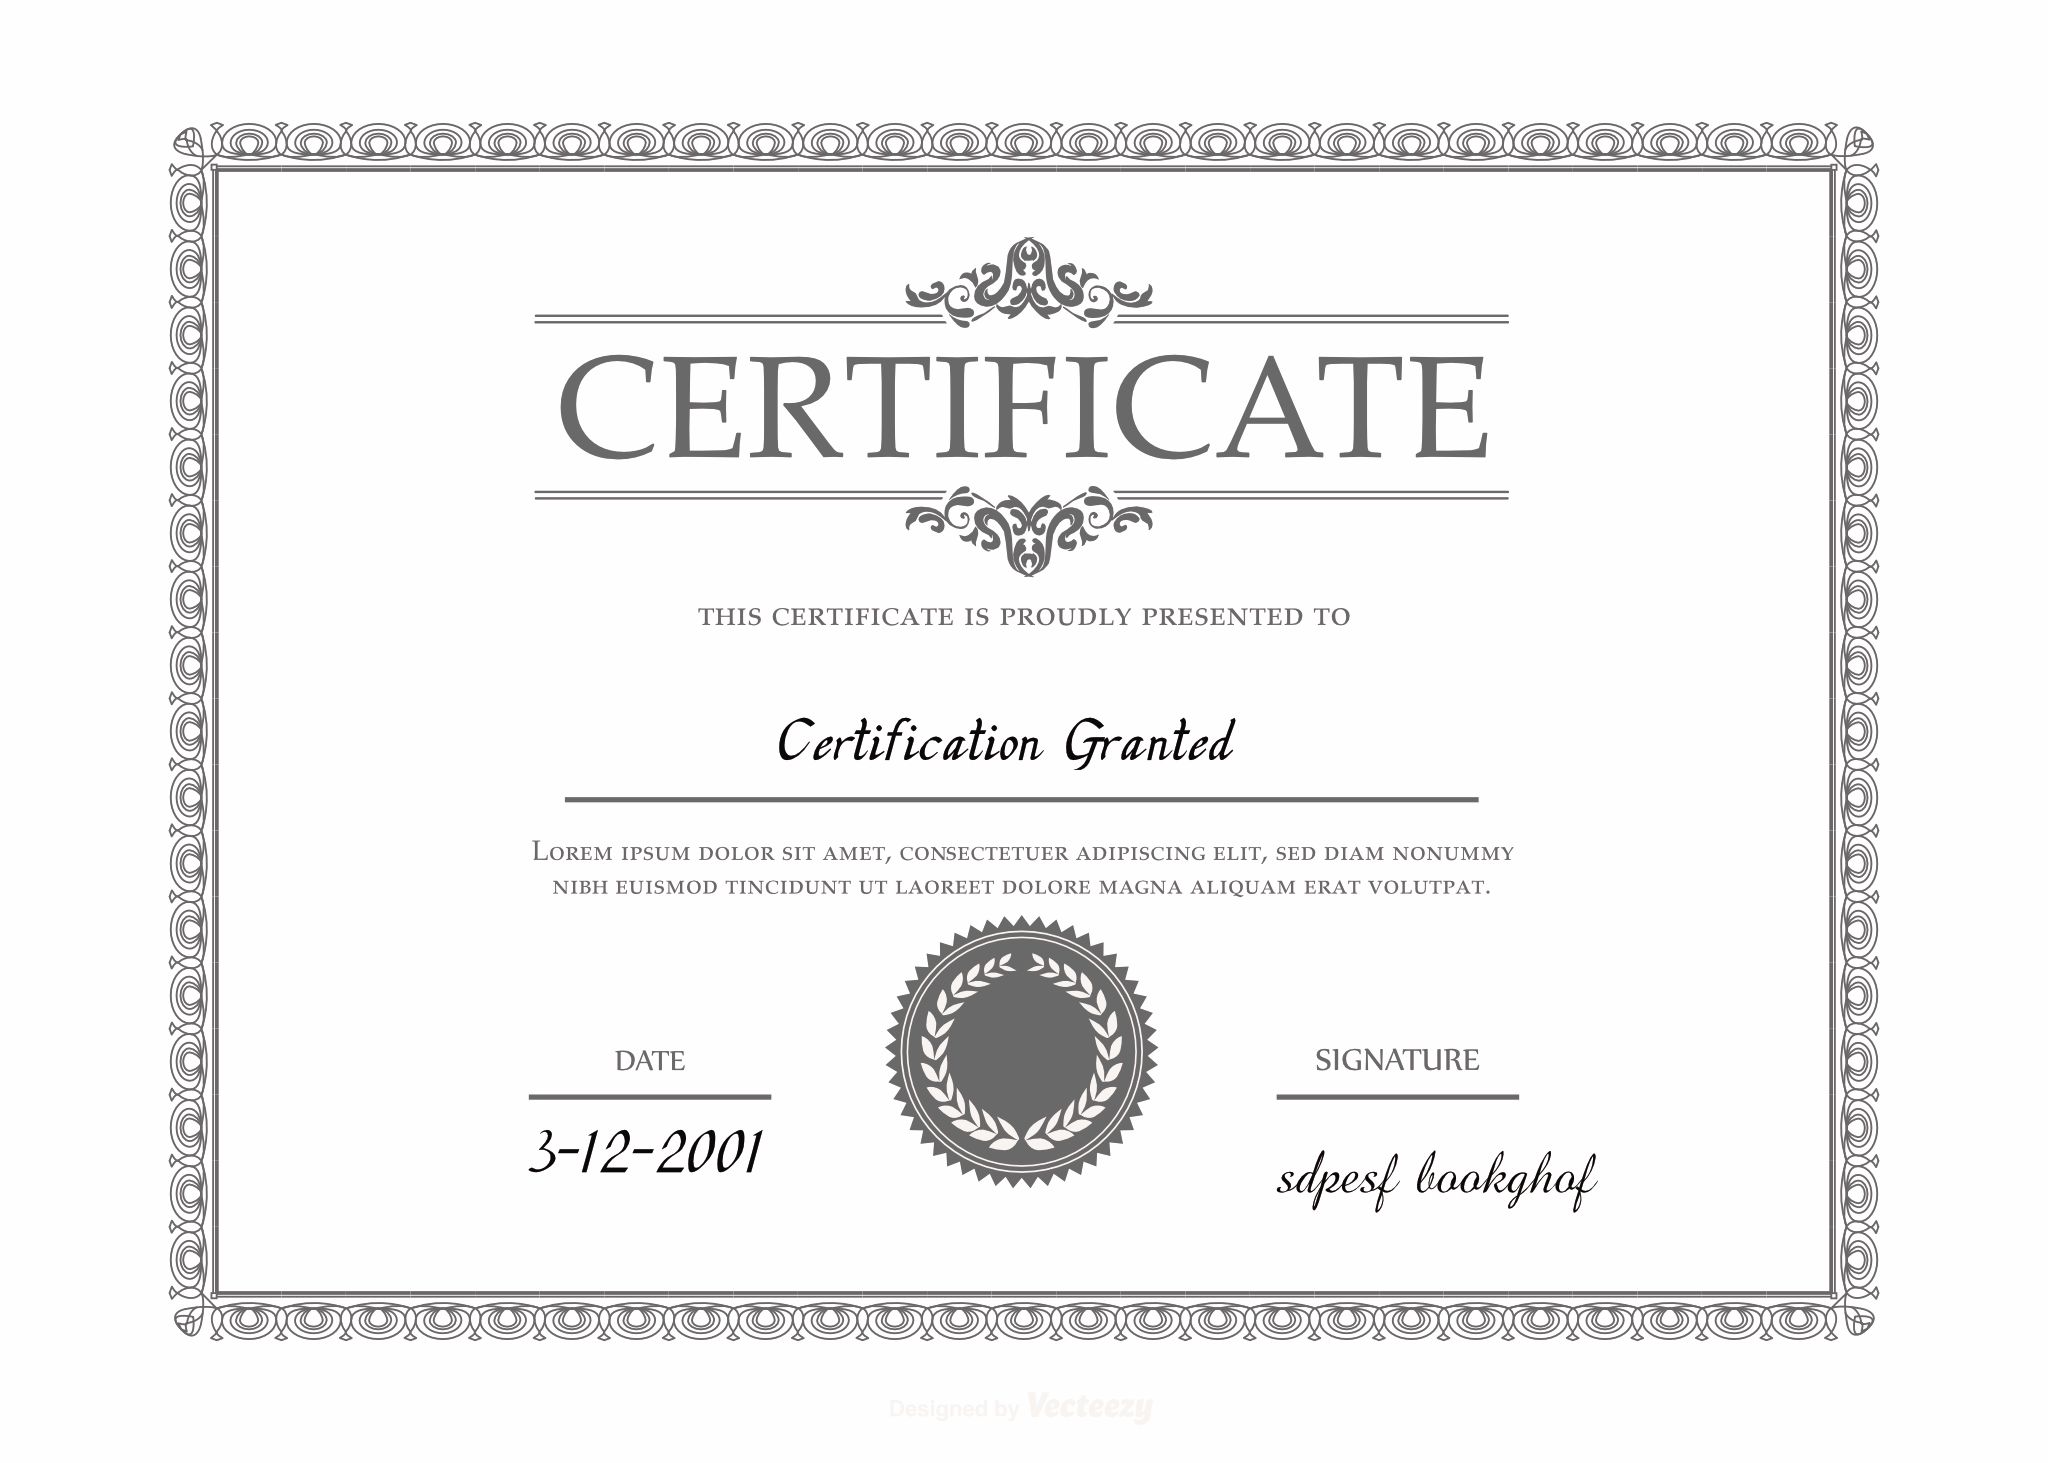 CERTIFICATE
THIS CERTIFICATE IS PROUDLY PRESENTED TO
Certification Granted
LOREM IPSUM DOLOR SIT AMET, CONSECTETUER ADIPISCING ELIT, SED DIAM NONUMMY
NIBH EUISMOD TINCIDUNT UT LAOREET DOLORE MAGNA ALIQUAM ERAT VOLUTPAT.
DATE
3-12-2001
SIGNATURE
sdpesf bookghof
Designed by Vecteezy